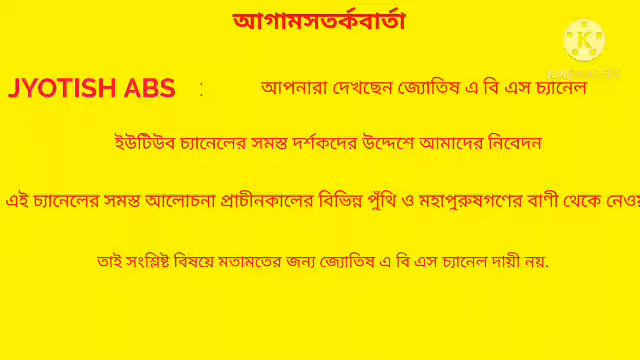 আগামসতর্কবার্তা
JYOTISH ABS : আপনারা দেখছেন জ্যোতিষ এ বি এস চ্যানেল
ইউটিউব চ্যানেলের সমস্ত দর্শকদের উদ্দেশে আমাদের নিবেদন
এই চ্যানেলের সমস্ত আলোচনা প্রাচীনকালের বিভিন্ন পুঁথি ও মহাপুরুষগণের বাণী থেকে
তাই সংশ্লিষ্ট বিষয়ে মতামতের জন্য জ্যোতিষ এ বি এস চ্যানেল দায়ী নয়.